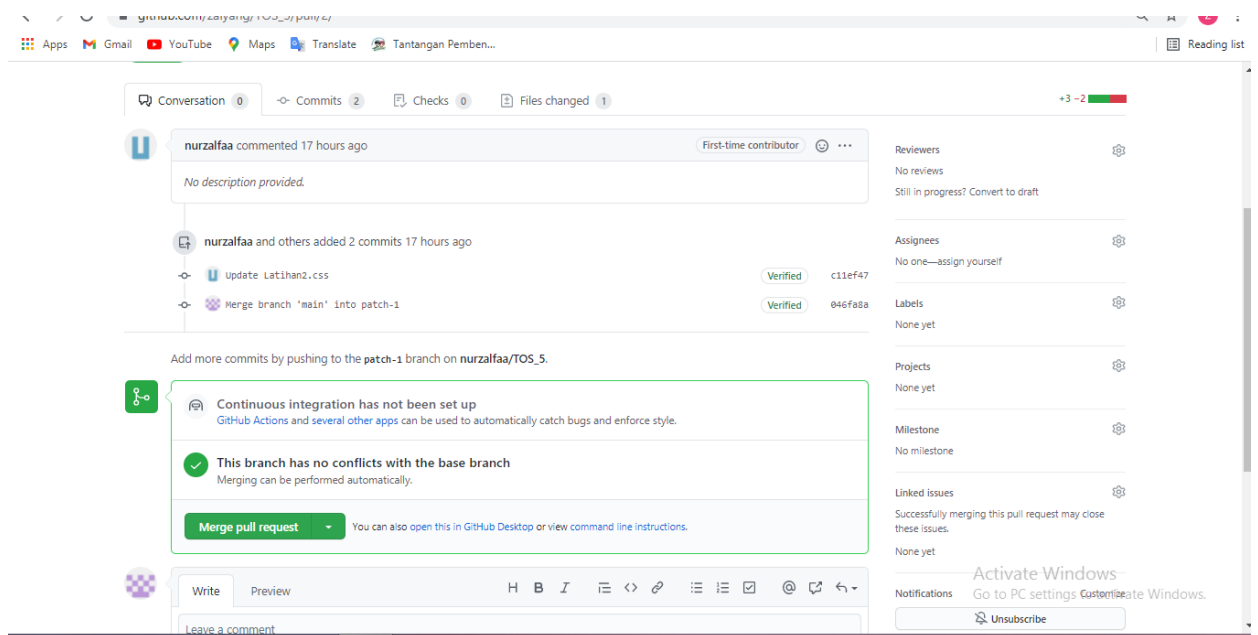 github.com/zalyang/TOS_5/pull/2/
Apps Gmail YouTube Maps Translate Tantangan Pemben... Reading list
Conversation 0 Commits 2 Checks 0 Files changed 1 +3 −2
nurzalfaa commented 17 hours ago First-time contributor
No description provided.
nurzalfaa and others added 2 commits 17 hours ago
Update Latihan2.css Verified c11ef47
Merge branch 'main' into patch-1 Verified 046fa8a
Add more commits by pushing to the patch-1 branch on nurzalfaa/TOS_5.
Continuous integration has not been set up
GitHub Actions and several other apps can be used to automatically catch bugs and enforce style.
This branch has no conflicts with the base branch
Merging can be performed automatically.
Merge pull request You can also open this in GitHub Desktop or view command line instructions.
Write Preview H B I
Leave a comment
Reviewers
No reviews
Still in progress? Convert to draft
Assignees
No one—assign yourself
Labels
None yet
Projects
None yet
Milestone
No milestone
Linked issues
Successfully merging this pull request may close
these issues.
None yet
Activate Windows
Notifications Customize
Go to PC settings to activate Windows.
Unsubscribe